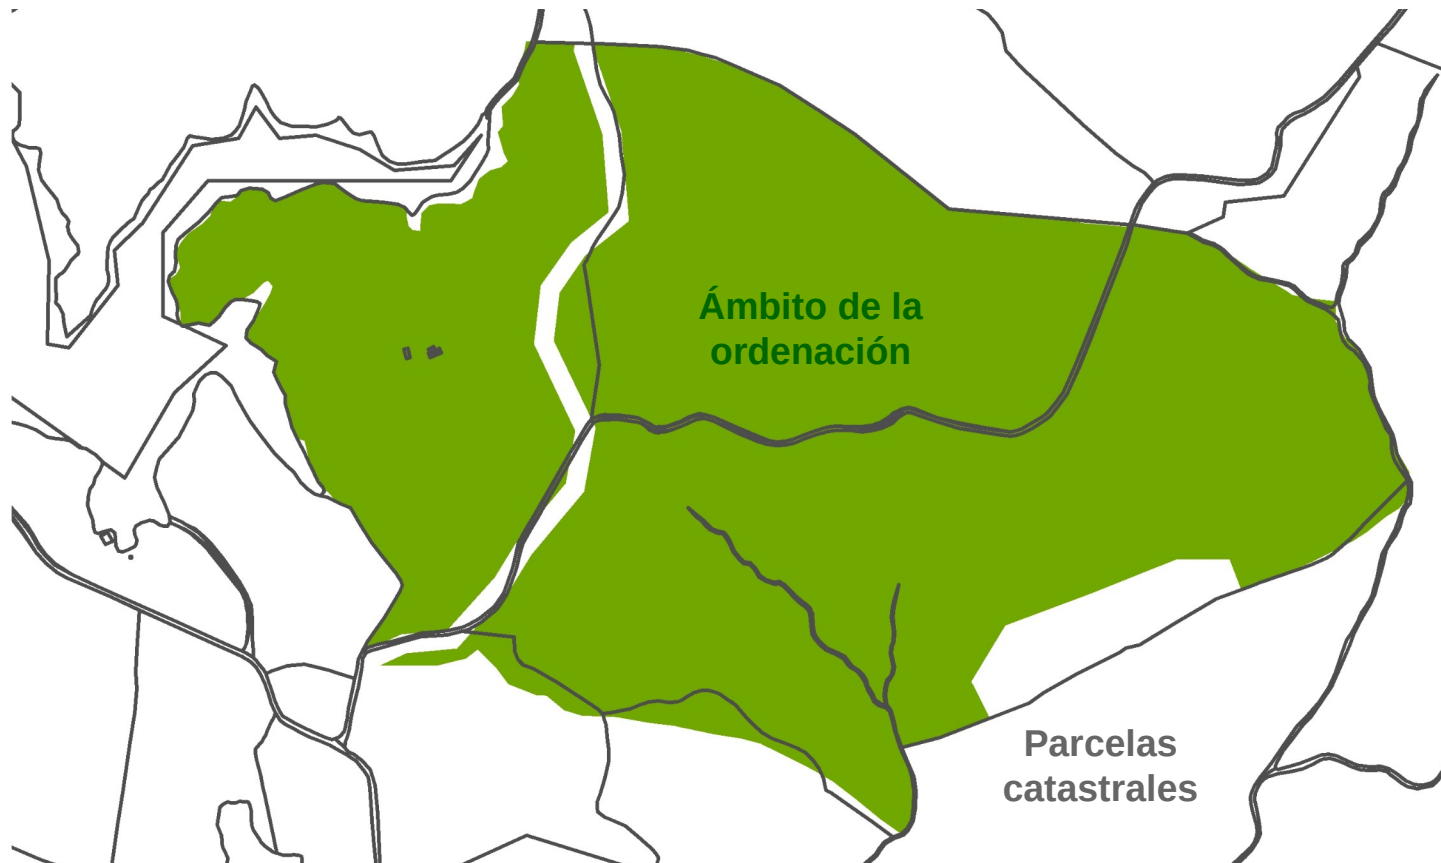 Ámbito de la
ordenación
Parcelas
catastrales